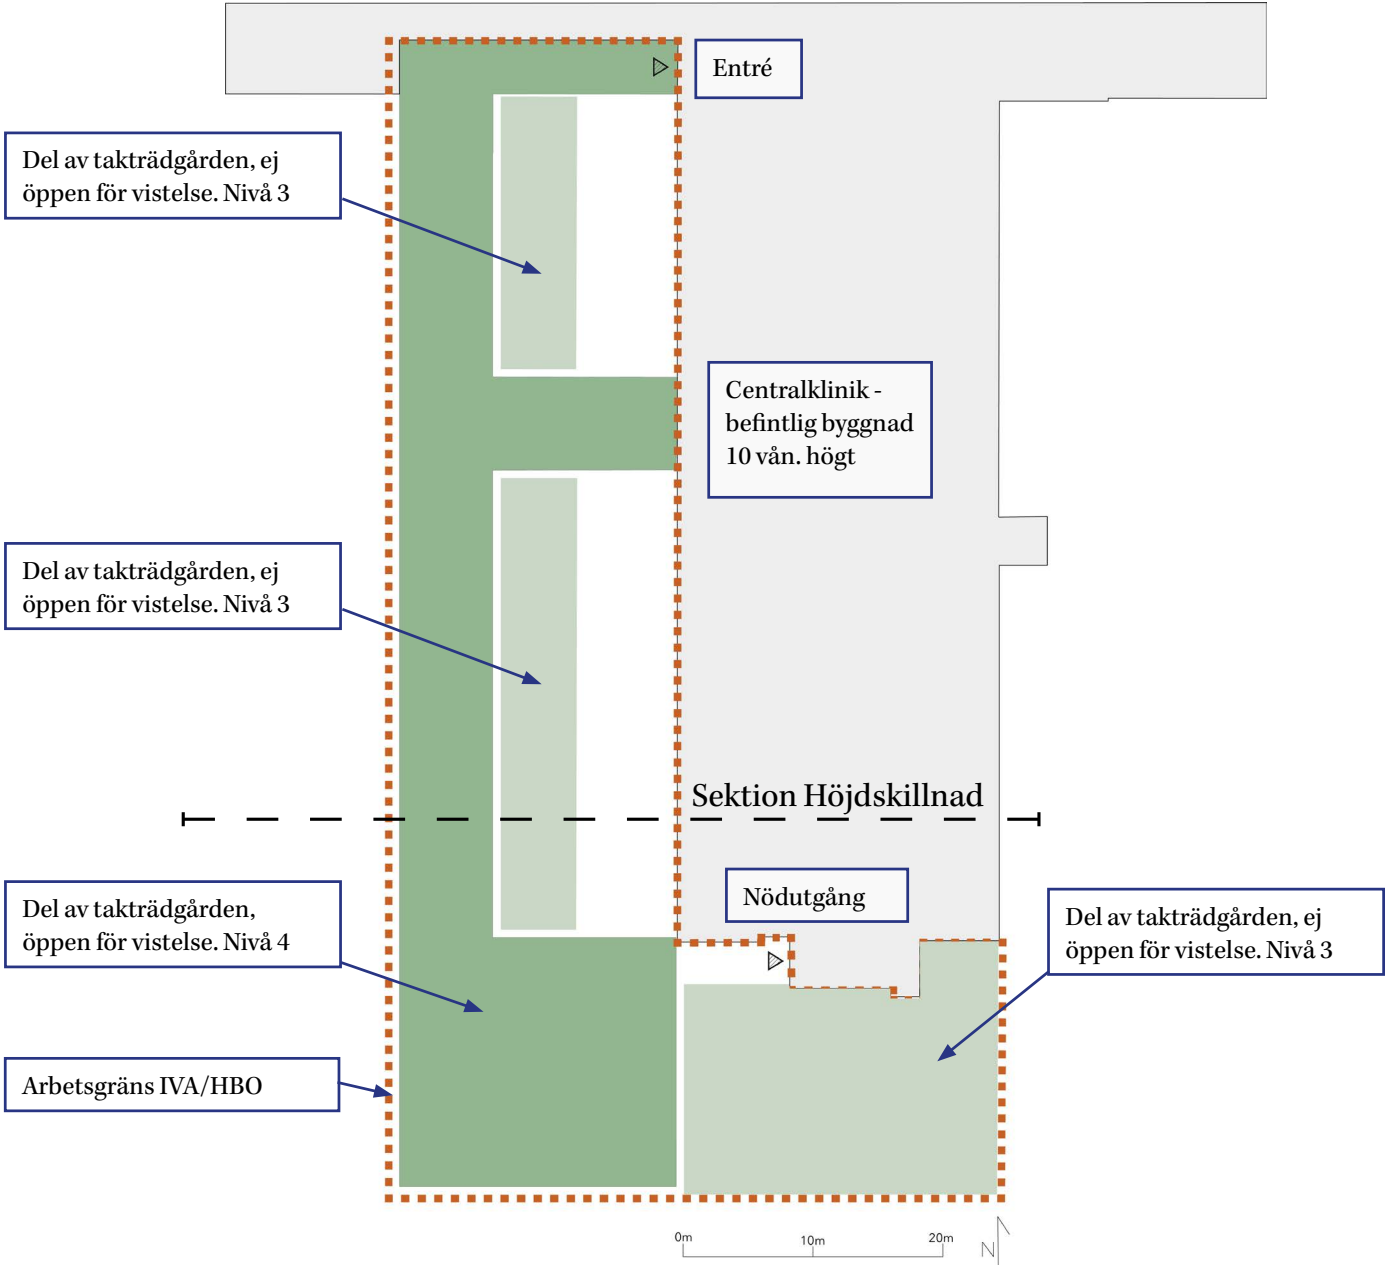 Entré
Del av takträdgården, ej
öppen för vistelse. Nivå 3
Centralklinik -
befintlig byggnad
10 vån. högt
Del av takträdgården, ej
öppen för vistelse. Nivå 3
Sektion Höjdskillnad
Nödutgång
Del av takträdgården,
öppen för vistelse. Nivå 4
Del av takträdgården, ej
öppen för vistelse. Nivå 3
Arbetsgräns IVA/HBO
0m 10m 20m
N